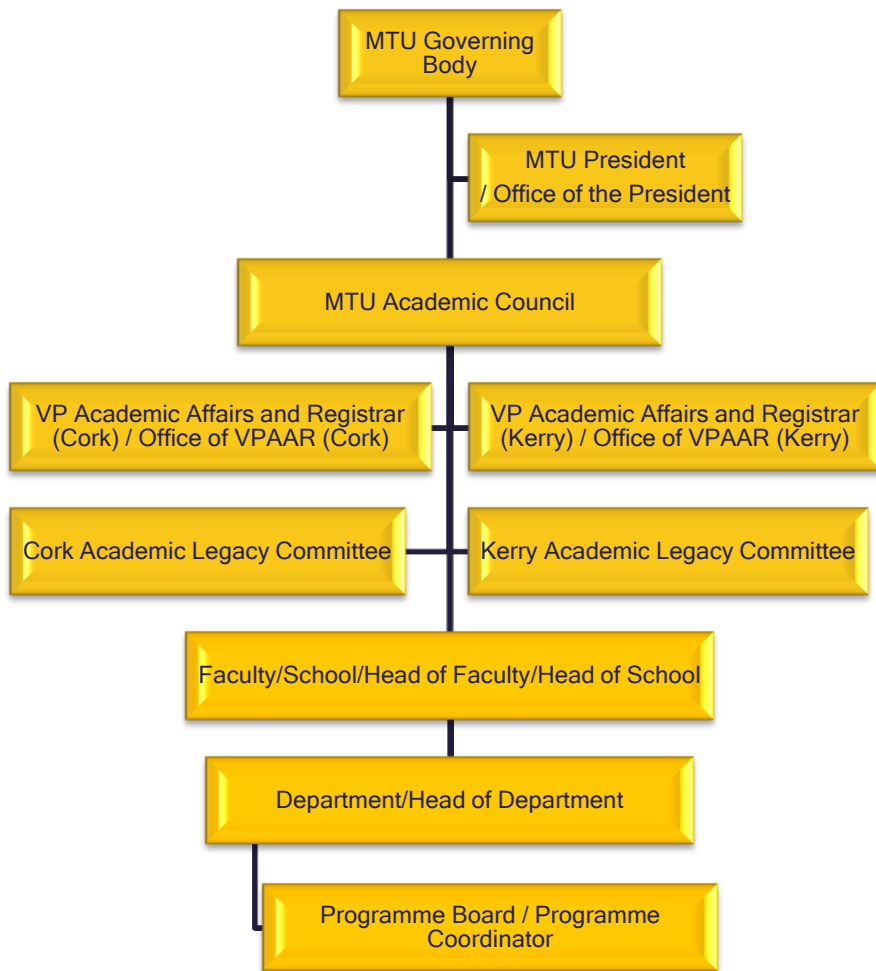 MTU Governing
Body
MTU President
/ Office of the President
MTU Academic Council
VP Academic Affairs and Registrar
(Cork) / Office of VPAAR (Cork)
VP Academic Affairs and Registrar
(Kerry) / Office of VPAAR (Kerry)
Cork Academic Legacy Committee
Kerry Academic Legacy Committee
Faculty/School/Head of Faculty/Head of School
Department/Head of Department
Programme Board / Programme
Coordinator